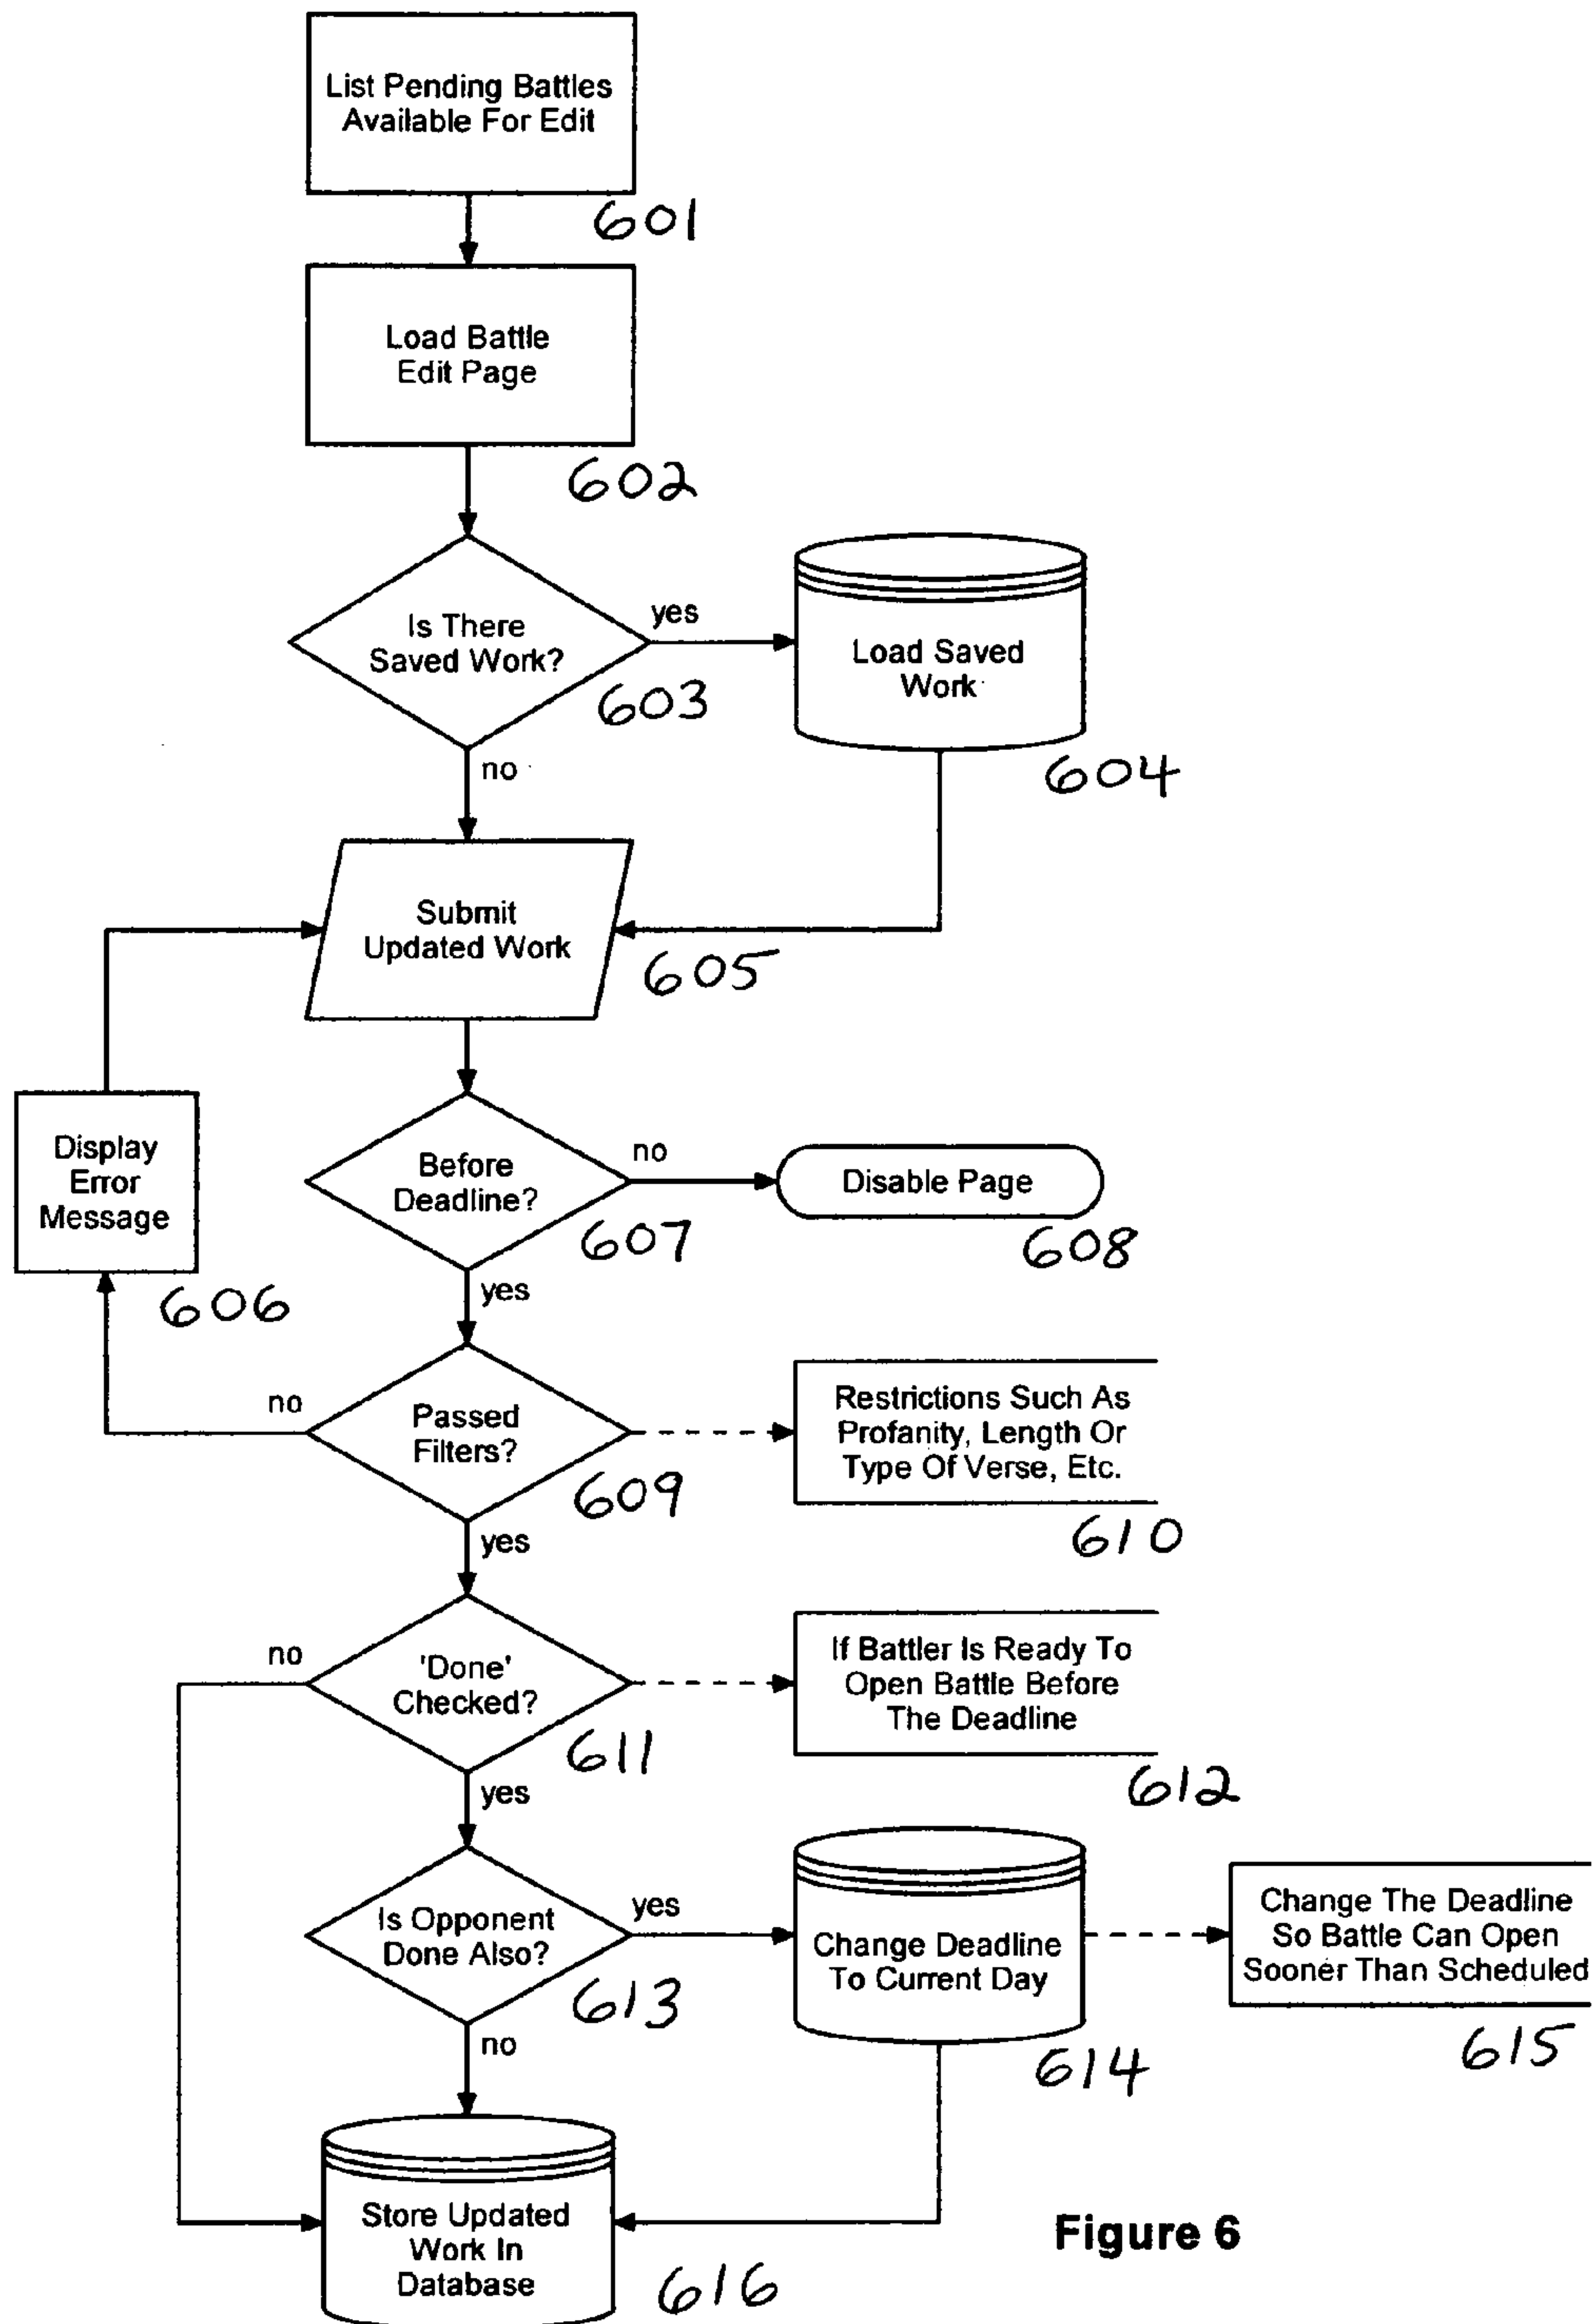 List Pending Battles
Available For Edit
601
Load Battle
Edit Page
602
Is There
Saved Work?
603
yes
no
Load Saved
Work
604
Submit
Updated Work
605
Display
Error
Message
606
Before
Deadline?
607
no
yes
Disable Page
608
Passed
Filters?
609
no
yes
Restrictions Such As
Profanity, Length Or
Type Of Verse, Etc.
610
'Done'
Checked?
611
no
yes
If Battler Is Ready To
Open Battle Before
The Deadline
612
Is Opponent
Done Also?
613
yes
no
Change Deadline
To Current Day
614
Change The Deadline
So Battle Can Open
Sooner Than Scheduled
615
Store Updated
Work In
Database
616
Figure 6